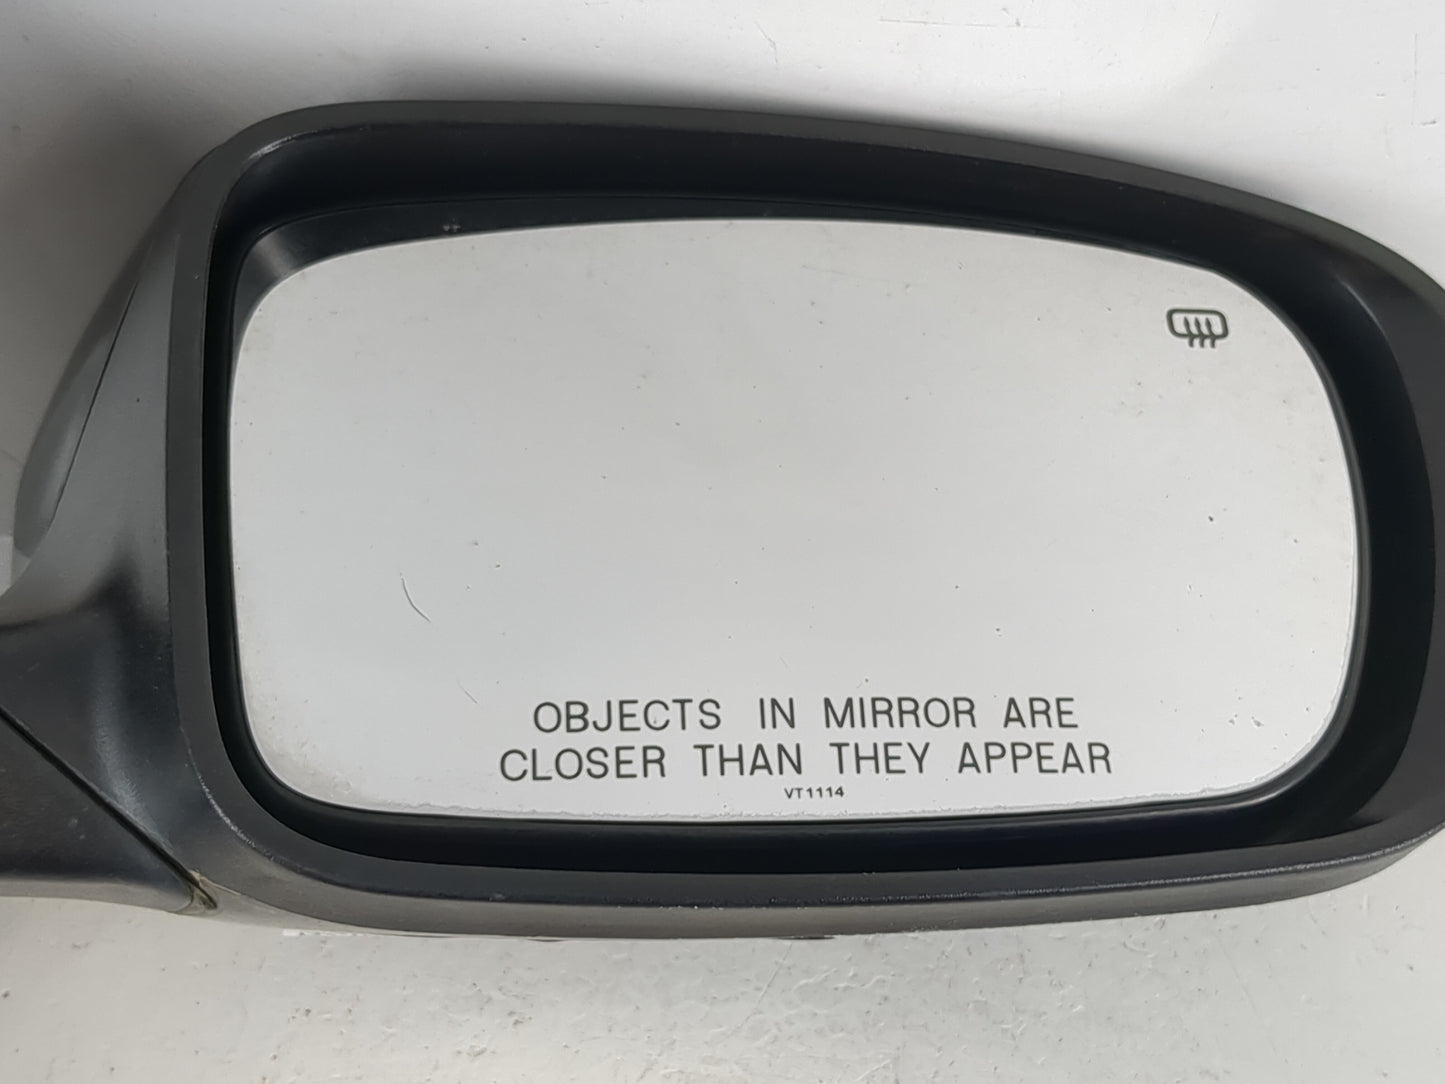 OBJECTS IN MIRROR ARE
CLOSER THAN THEY APPEAR
VT1114